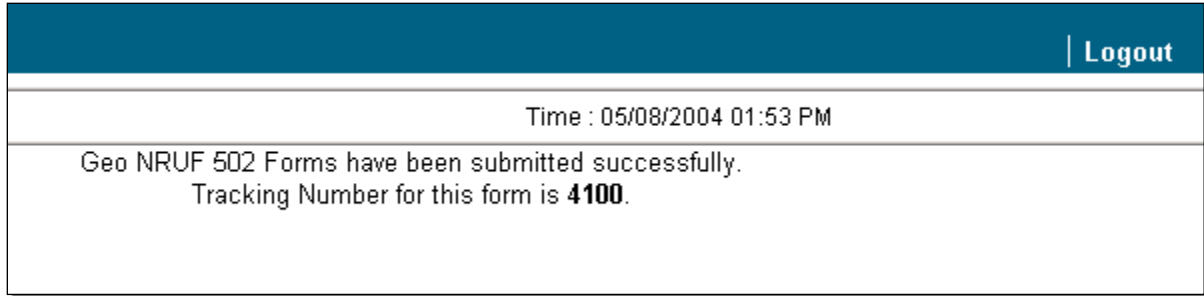 | Logout
Time : 05/08/2004 01:53 PM
Geo NRUF 502 Forms have been submitted successfully.
Tracking Number for this form is 4100.